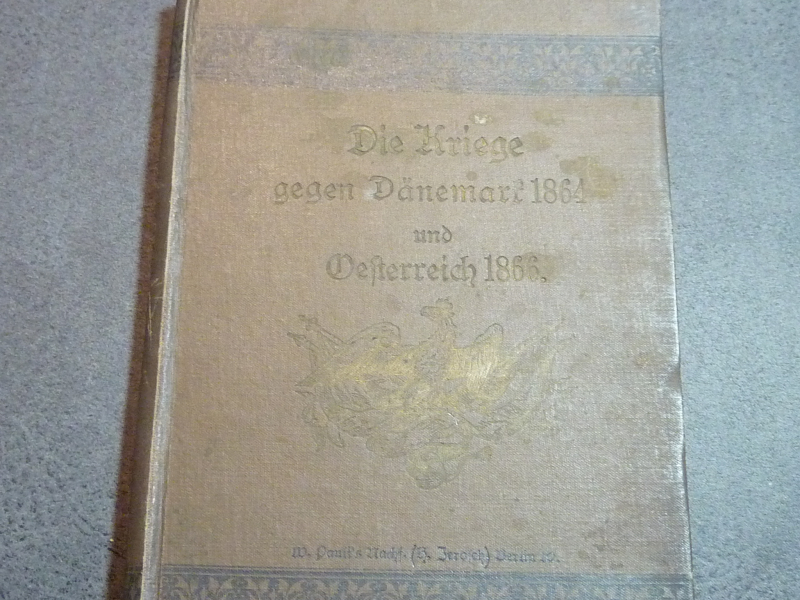 Die Kriege
gegen Dänemark 1864
und
Oesterreich 1866.
W. Pauli's Nachf. (H. Jerosch) Berlin W.